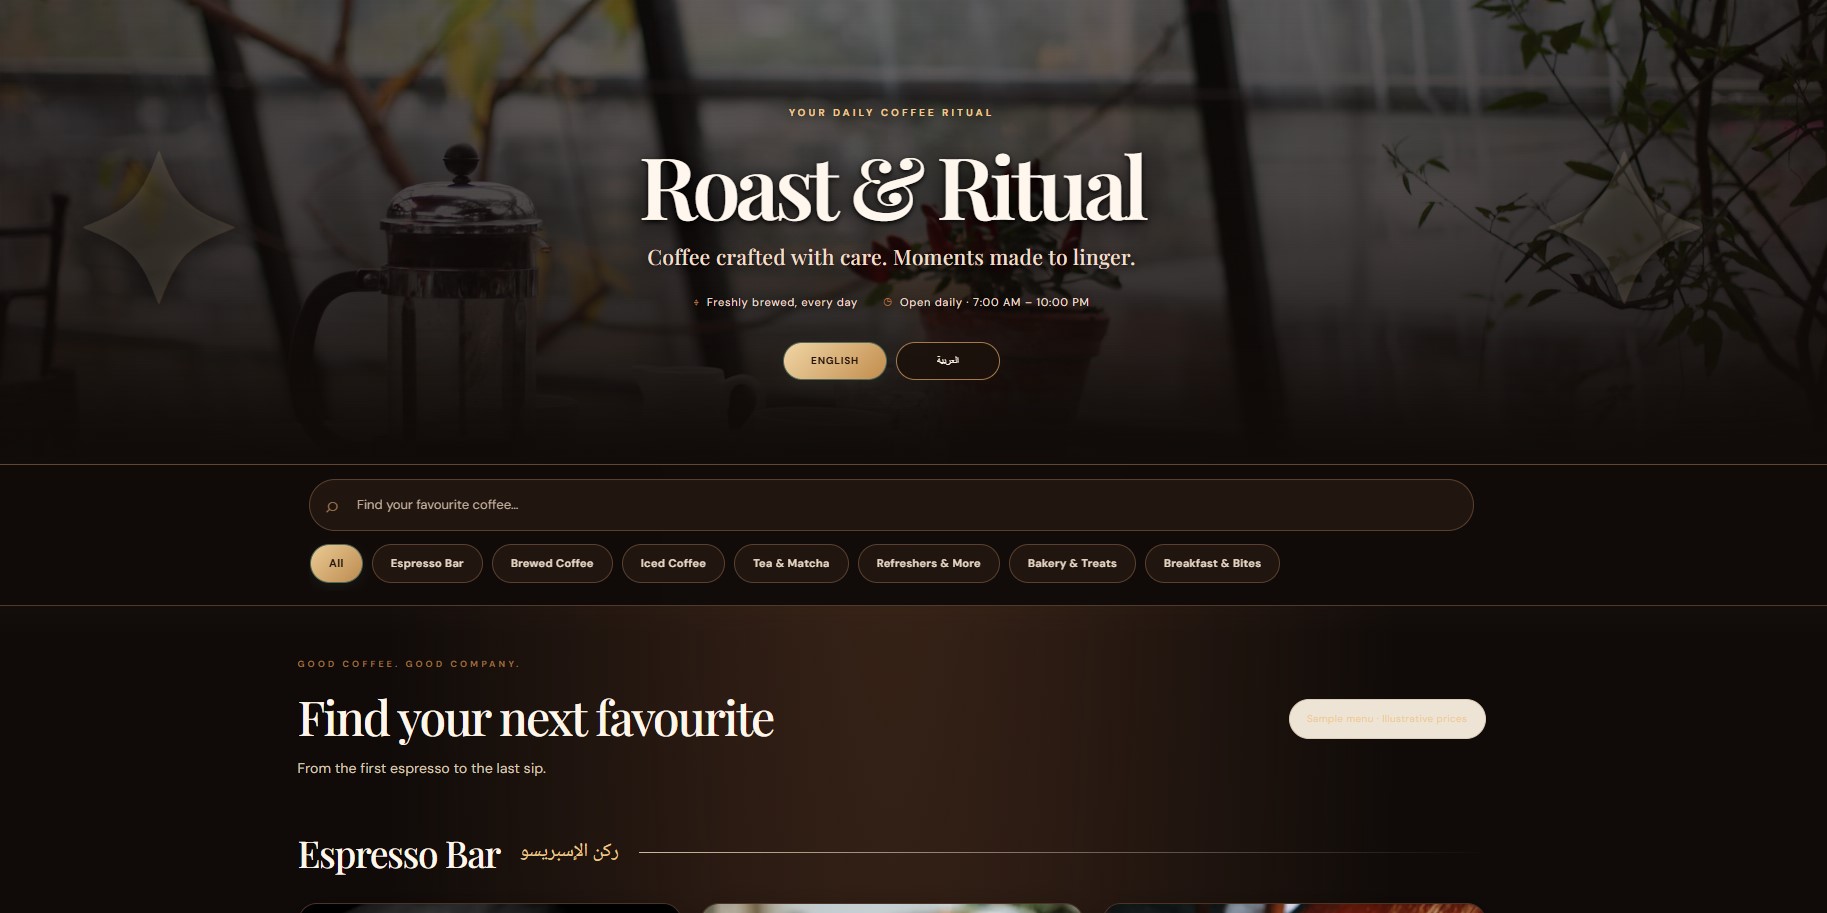 YOUR DAILY COFFEE RITUAL
Roast & Ritual
Coffee crafted with care. Moments made to linger.
Freshly brewed, every day Open daily · 7:00 AM – 10:00 PM
ENGLISH العربية
Find your favourite coffee...
All Espresso Bar Brewed Coffee Iced Coffee Tea & Matcha Refreshers & More Bakery & Treats Breakfast & Bites
GOOD COFFEE. GOOD COMPANY.
Find your next favourite
Sample menu · Illustrative prices
From the first espresso to the last sip.
Espresso Bar ركن الإسبريسو